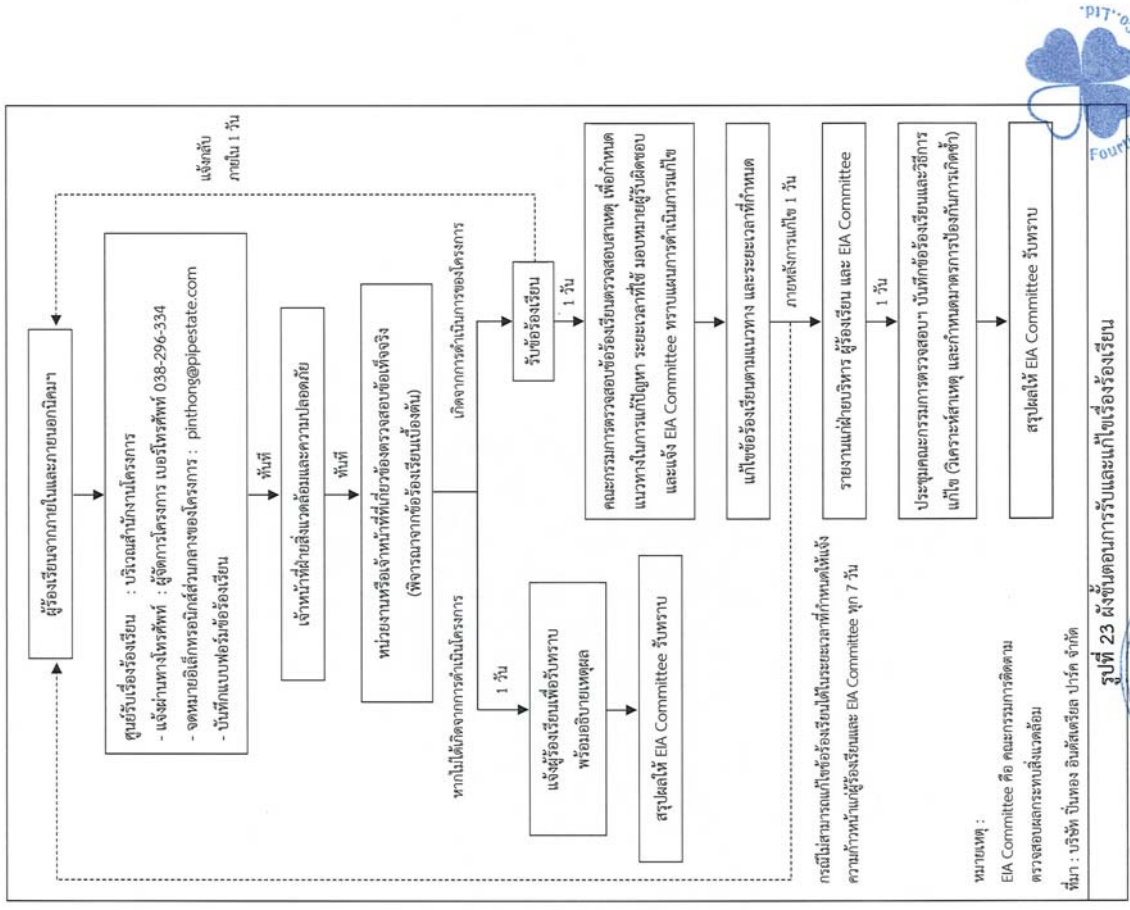 ผู้ร้องเรียนจากภายในและภายนอกนิคมฯ
แจ้งกลับ
ภายใน 1 วัน
ศูนย์รับเรื่องร้องเรียน : บริเวณสำนักงานโครงการ
- แจ้งผ่านทางโทรศัพท์ : ผู้จัดการโครงการ เบอร์โทรศัพท์ 038-296-334
- จดหมายอิเล็กทรอนิกส์ส่วนกลางของโครงการ : pinthong@pipestate.com
- บันทึกแบบฟอร์มข้อร้องเรียน
ทันที
เจ้าหน้าที่ฝ่ายสิ่งแวดล้อมและความปลอดภัย
ทันที
หน่วยงานหรือเจ้าหน้าที่ที่เกี่ยวข้องตรวจสอบข้อเท็จจริง
(พิจารณาจากข้อร้องเรียนเบื้องต้น)
หากไม่ได้เกิดจากการดำเนินโครงการ
เกิดจากการดำเนินการของโครงการ
1 วัน
แจ้งผู้ร้องเรียนเพื่อรับทราบ
พร้อมอธิบายเหตุผล
สรุปผลให้ EIA Committee รับทราบ
รับข้อร้องเรียน
1 วัน
คณะกรรมการตรวจสอบข้อร้องเรียนตรวจสอบสาเหตุ เพื่อกำหนด
แนวทางในการแก้ปัญหา ระยะเวลาที่ใช้ มอบหมายผู้รับผิดชอบ
และแจ้ง EIA Committee ทราบแผนการดำเนินการแก้ไข
แก้ไขข้อร้องเรียนตามแนวทาง และระยะเวลาที่กำหนด
ภายหลังการแก้ไข 1 วัน
กรณีไม่สามารถแก้ไขข้อร้องเรียนได้ในระยะเวลาที่กำหนดให้แจ้ง
ความก้าวหน้าแก่ผู้ร้องเรียนและ EIA Committee ทุก 7 วัน
รายงานแก่ฝ่ายบริหาร ผู้ร้องเรียน และ EIA Committee
1 วัน
ประชุมคณะกรรมการตรวจสอบฯ บันทึกข้อร้องเรียนและวิธีการ
แก้ไข (วิเคราะห์สาเหตุ และกำหนดมาตรการป้องกันการเกิดซ้ำ)
สรุปผลให้ EIA Committee รับทราบ
หมายเหตุ :
EIA Committee คือ คณะกรรมการติดตาม
ตรวจสอบผลกระทบสิ่งแวดล้อม
ที่มา : บริษัท ปิ่นทอง อินดัสเตรียล ปาร์ค จำกัด
รูปที่ 23 ผังขั้นตอนการรับและแก้ไขเรื่องร้องเรียน